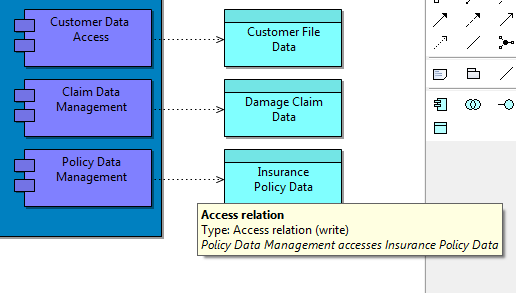 Customer Data
Access
Customer File
Data
Claim Data
Management
Damage Claim
Data
Policy Data
Management
Insurance
Policy Data
Access relation
Type: Access relation (write)
Policy Data Management accesses Insurance Policy Data